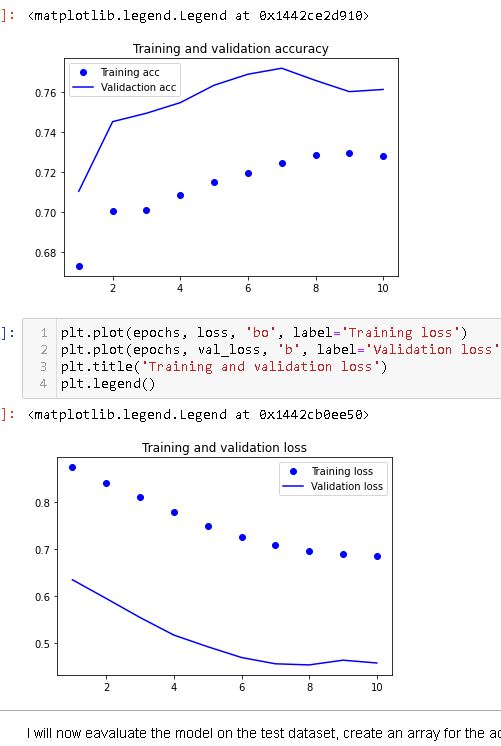 ]: <matplotlib.legend.Legend at 0x1442ce2d910>
Training and validation accuracy
Training acc
Validaction acc
0.76
0.74
0.72
0.70
0.68
2 4 6 8 10
]: 1 plt.plot(epochs, loss, 'bo', label='Training loss')
2 plt.plot(epochs, val_loss, 'b', label='Validation loss'
3 plt.title('Training and validation loss')
4 plt.legend()
]: <matplotlib.legend.Legend at 0x1442cb0ee50>
Training and validation loss
Training loss
Validation loss
0.8
0.7
0.6
0.5
2 4 6 8 10
I will now eavaluate the model on the test dataset, create an array for the